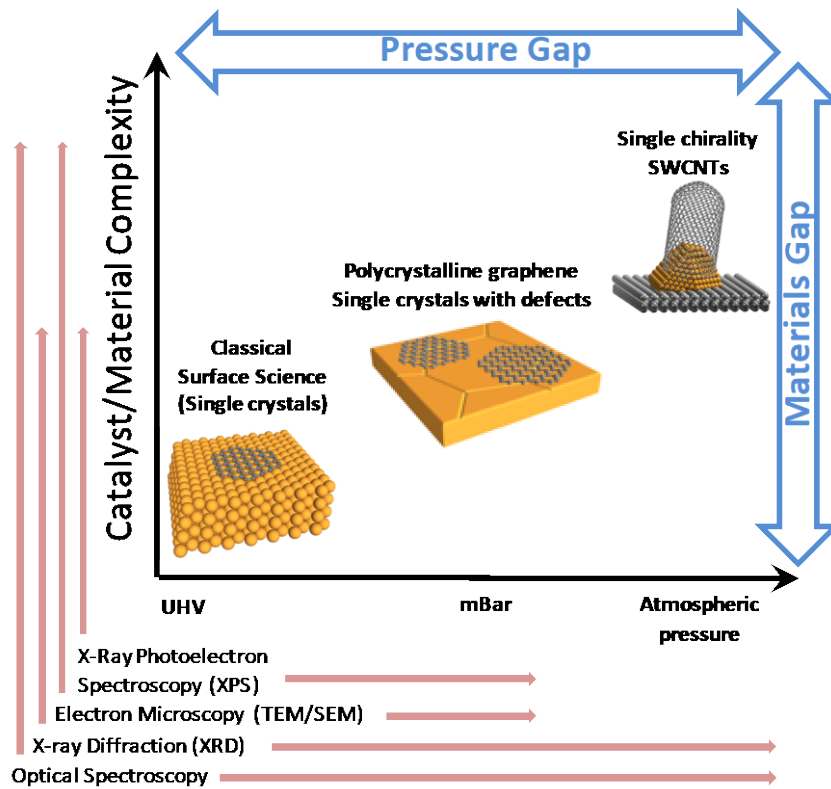 Pressure Gap
Catalyst/Material Complexity
Materials Gap
Single chirality
SWCNTs
Polycrystalline graphene
Single crystals with defects
Classical
Surface Science
(Single crystals)
UHV
mBar
Atmospheric
pressure
X-Ray Photoelectron
Spectroscopy (XPS)
Electron Microscopy (TEM/SEM)
X-ray Diffraction (XRD)
Optical Spectroscopy